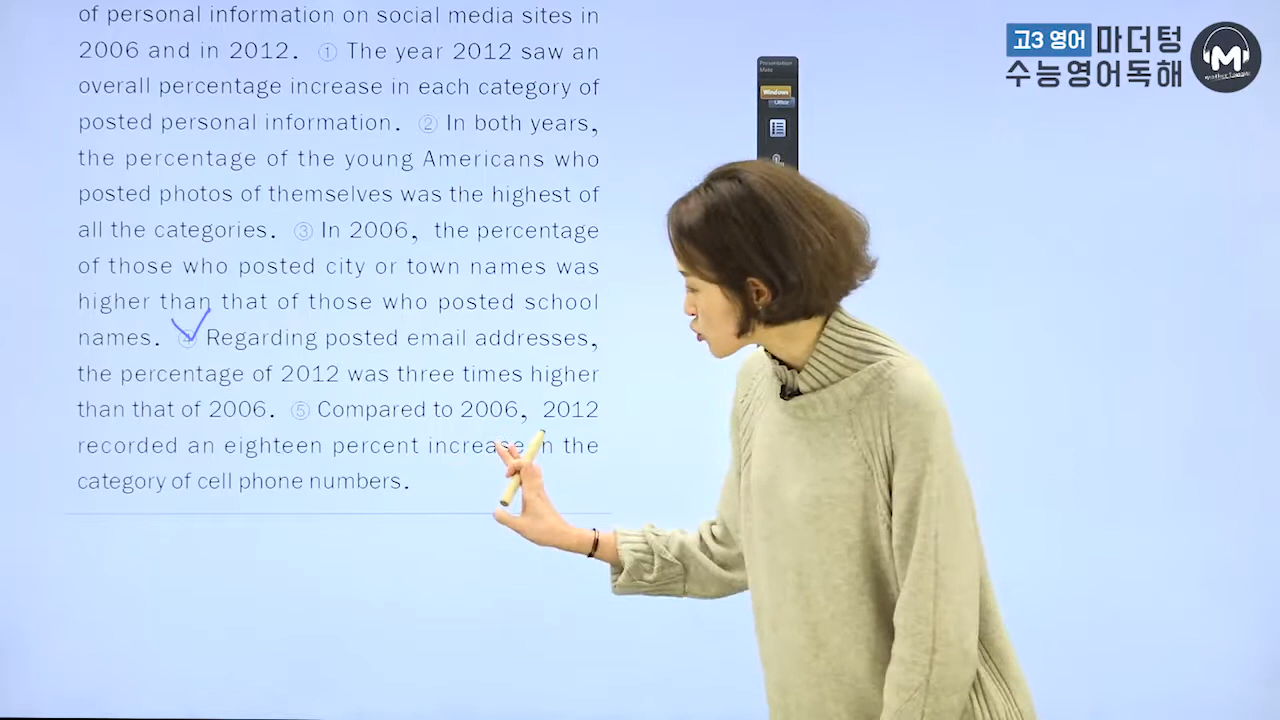 of personal information on social media sites in
2006 and in 2012. ① The year 2012 saw an
overall percentage increase in each category of
posted personal information. ② In both years,
the percentage of the young Americans who
posted photos of themselves was the highest of
all the categories. ③ In 2006, the percentage
of those who posted city or town names was
higher than that of those who posted school
names. ④ Regarding posted email addresses,
the percentage of 2012 was three times higher
than that of 2006. ⑤ Compared to 2006, 2012
recorded an eighteen percent increase in the
category of cell phone numbers.
Presentation
Mate
Windows
Office
고3 영어 마더텅
수능영어독해
M